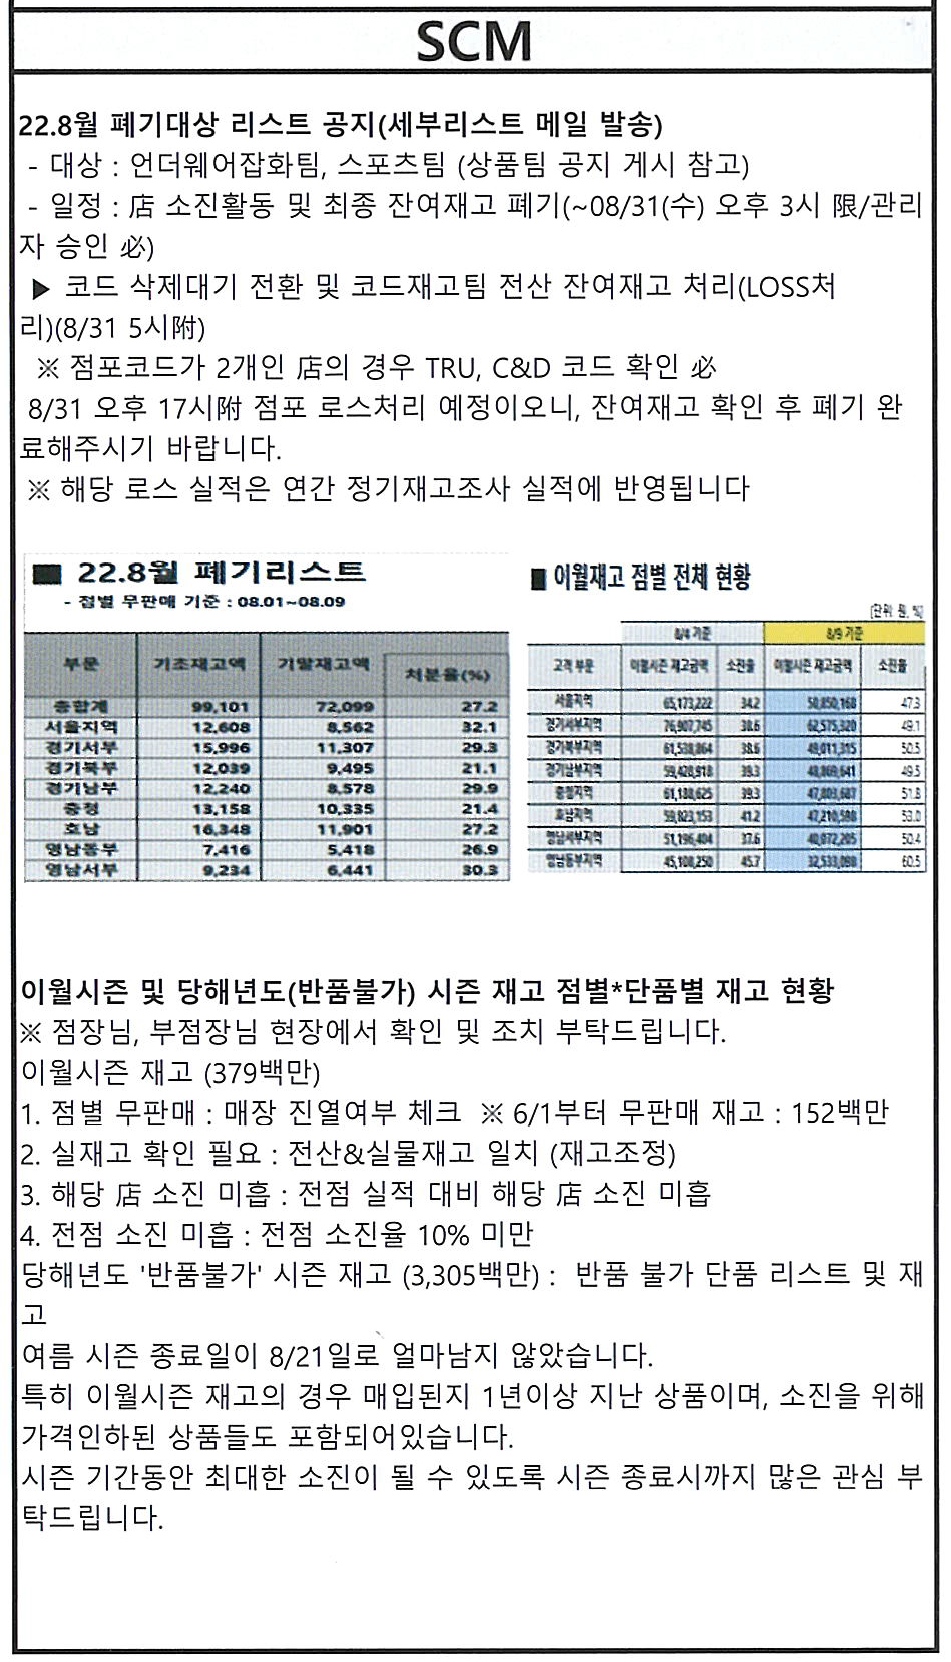 SCM
22.8월 폐기대상 리스트 공지(세부리스트 메일 발송)
- 대상 : 언더웨어잡화팀, 스포츠팀 (상품팀 공지 게시 참고)
- 일정 : 店 소진활동 및 최종 잔여재고 폐기(~08/31(수) 오후 3시 限/관리
자 승인 必)
▶ 코드 삭제대기 전환 및 코드재고팀 전산 잔여재고 처리(LOSS처
리)(8/31 5시附)
※ 점포코드가 2개인 店의 경우 TRU, C&D 코드 확인 必
8/31 오후 17시附 점포 로스처리 예정이오니, 잔여재고 확인 후 폐기 완
료해주시기 바랍니다.
※ 해당 로스 실적은 연간 정기재고조사 실적에 반영됩니다
■ 22.8월 폐기리스트
- 점별 무판매 기준 : 08.01~08.09
부문 기초재고액 기말재고액 처분율(%)
총합계 99,101 72,099 27.2
서울지역 12,608 8,562 32.1
경기서부 15,996 11,307 29.3
경기북부 12,039 9,495 21.1
경기남부 12,240 8,578 29.9
충청 13,158 10,335 21.4
호남 16,348 11,901 27.2
영남동부 7,416 5,418 26.9
영남서부 9,234 6,441 30.3
■ 이월재고 점별 전체 현황
[단위: 원, %]
8/4 기준 8/9 기준
고객 부문 이월시즌 재고금액 소진율 이월시즌 재고금액 소진율
서울지역 65,173,222 34.2 50,850,168 47.3
경기서부지역 76,907,745 38.6 62,575,320 49.1
경기북부지역 61,538,864 38.6 49,011,315 50.5
경기남부지역 59,428,918 39.3 48,869,641 49.5
충청지역 61,188,625 39.3 47,803,687 51.8
호남지역 59,823,153 41.2 47,210,598 53.0
영남서부지역 51,196,404 37.6 40,072,205 50.4
영남동부지역 45,108,250 45.7 32,533,098 60.5
이월시즌 및 당해년도(반품불가) 시즌 재고 점별*단품별 재고 현황
※ 점장님, 부점장님 현장에서 확인 및 조치 부탁드립니다.
이월시즌 재고 (379백만)
1. 점별 무판매 : 매장 진열여부 체크 ※ 6/1부터 무판매 재고 : 152백만
2. 실재고 확인 필요 : 전산&실물재고 일치 (재고조정)
3. 해당 店 소진 미흡 : 전점 실적 대비 해당 店 소진 미흡
4. 전점 소진 미흡 : 전점 소진율 10% 미만
당해년도 '반품불가' 시즌 재고 (3,305백만) : 반품 불가 단품 리스트 및 재
고
여름 시즌 종료일이 8/21일로 얼마남지 않았습니다.
특히 이월시즌 재고의 경우 매입된지 1년이상 지난 상품이며, 소진을 위해
가격인하된 상품들도 포함되어있습니다.
시즌 기간동안 최대한 소진이 될 수 있도록 시즌 종료시까지 많은 관심 부
탁드립니다.